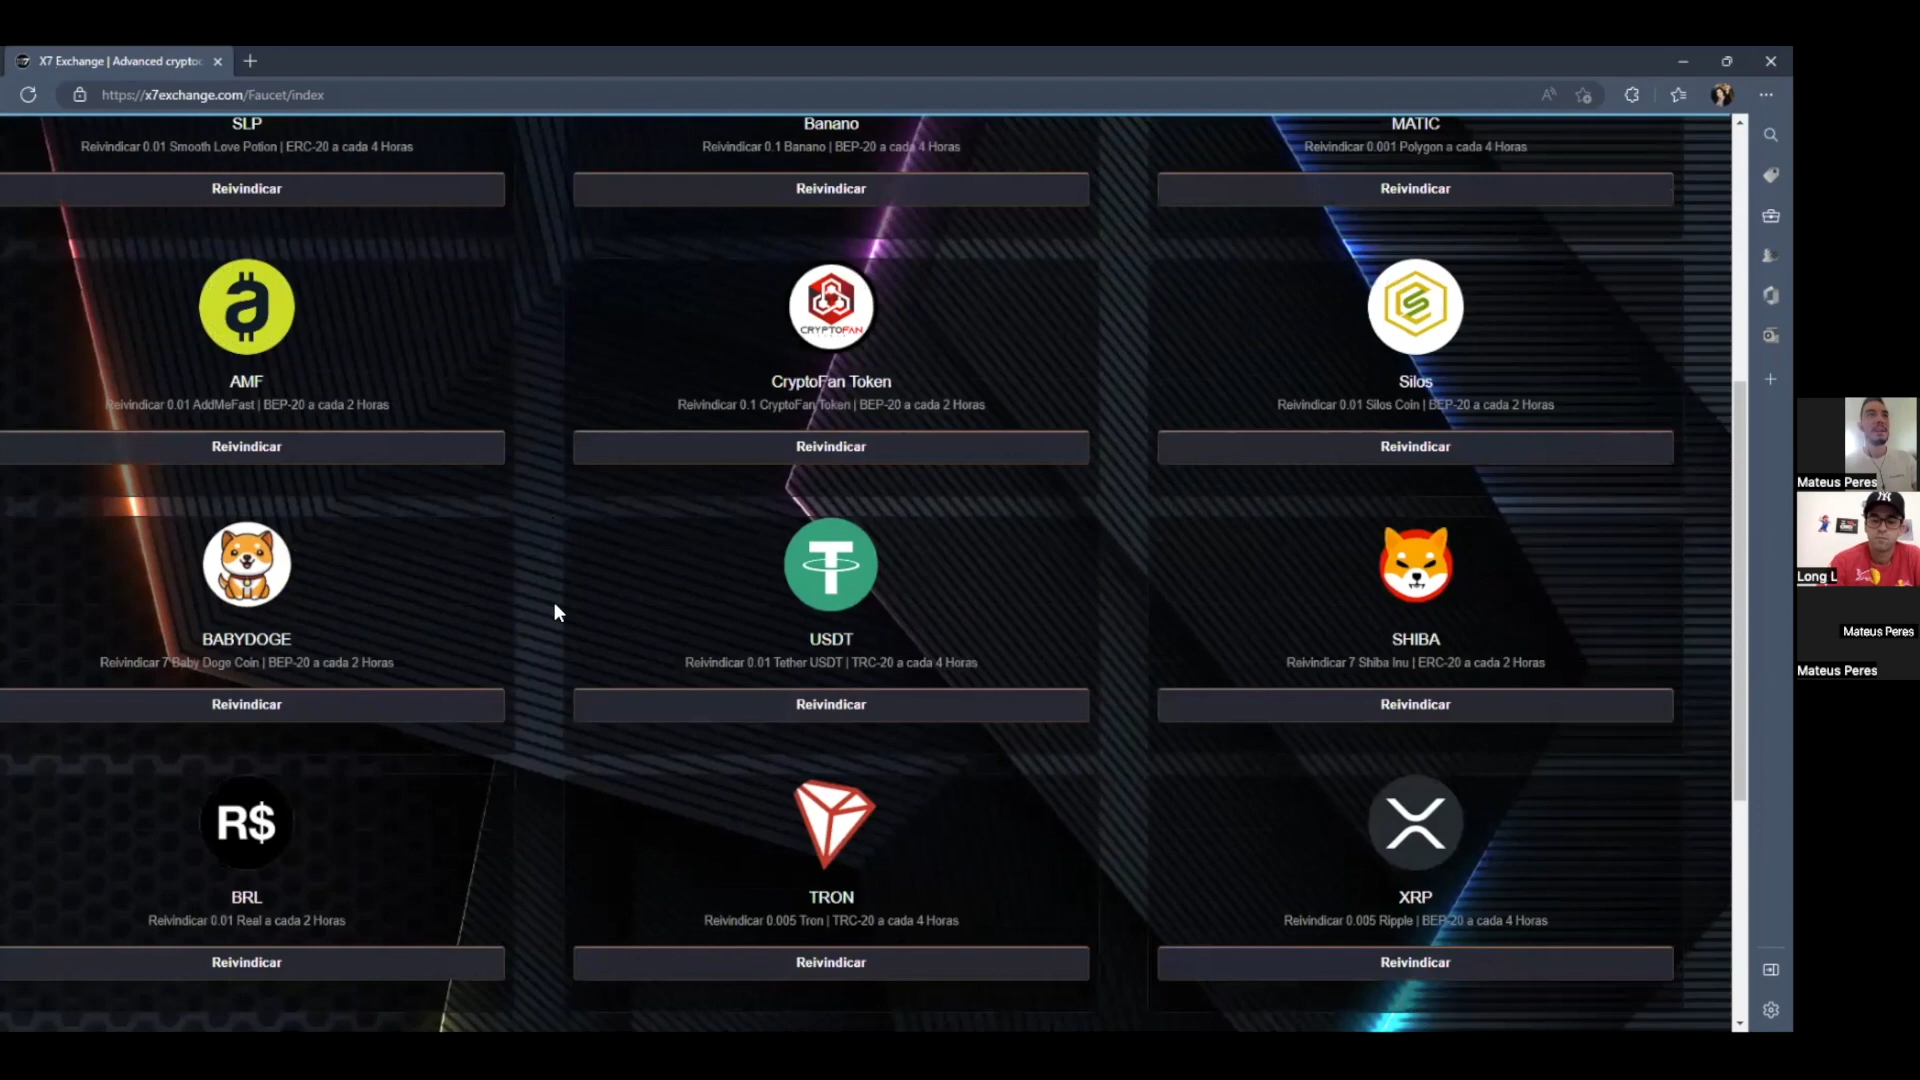 X7 Exchange | Advanced cryptoc
https://x7exchange.com/Faucet/index
SLP
Reivindicar 0.01 Smooth Love Potion | ERC-20 a cada 4 Horas
Reivindicar
Banano
Reivindicar 0.1 Banano | BEP-20 a cada 4 Horas
Reivindicar
MATIC
Reivindicar 0.001 Polygon a cada 4 Horas
Reivindicar
AMF
Reivindicar 0.01 AddMeFast | BEP-20 a cada 2 Horas
Reivindicar
CRYPTOFAN
CryptoFan Token
Reivindicar 0.1 CryptoFan Token | BEP-20 a cada 2 Horas
Reivindicar
Silos
Reivindicar 0.01 Silos Coin | BEP-20 a cada 2 Horas
Reivindicar
BABYDOGE
Reivindicar 7 Baby Doge Coin | BEP-20 a cada 2 Horas
Reivindicar
USDT
Reivindicar 0.01 Tether USDT | TRC-20 a cada 4 Horas
Reivindicar
SHIBA
Reivindicar 7 Shiba Inu | ERC-20 a cada 2 Horas
Reivindicar
R$
BRL
Reivindicar 0.01 Real a cada 2 Horas
Reivindicar
TRON
Reivindicar 0.005 Tron | TRC-20 a cada 4 Horas
Reivindicar
XRP
Reivindicar 0.005 Ripple | BEP-20 a cada 4 Horas
Reivindicar
Mateus Peres
Long L
Mateus Peres
Mateus Peres